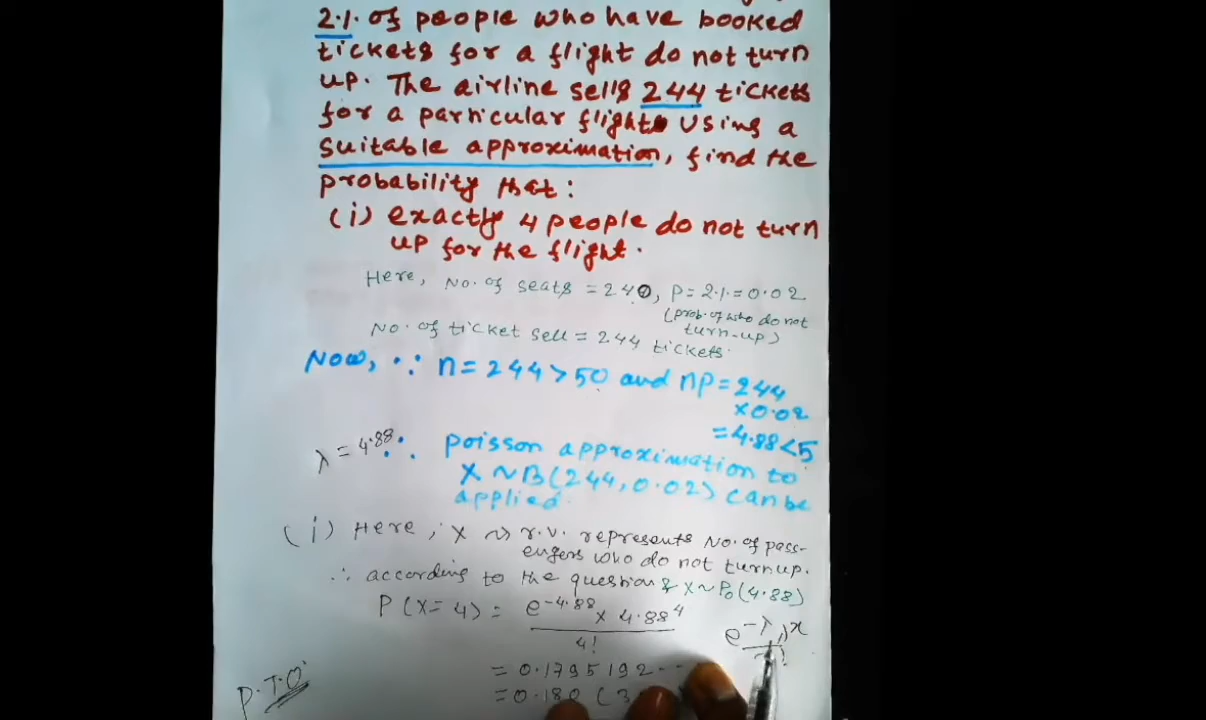 2.1. of people who have booked
tickets for a flight do not turn
up. The airline sells 244 tickets
for a particular flight. Using a
suitable approximation, find the
probability that:
(i) exactly 4 people do not turn
up for the flight.
Here, No. of seats = 240, P = 2.1. = 0.02
(prob. of who do not
turn-up)
No. of ticket sell = 244 tickets.
Now, ∵ n = 244 > 50 and np = 244
× 0.02
= 4.88 < 5
λ = 4.88 ∴ poisson approximation to
X ~ B(244, 0.02) can be
applied.
(i) Here, X ~> r.v. represents No. of pass-
engers who do not turn up.
∴ according to the question & X ~ Po(4.88)
P(X = 4) = e^-4.88 × 4.88^4
4!
e^-λ λ^x
= 0.1795192...
= 0.180 (3
P.T.O.